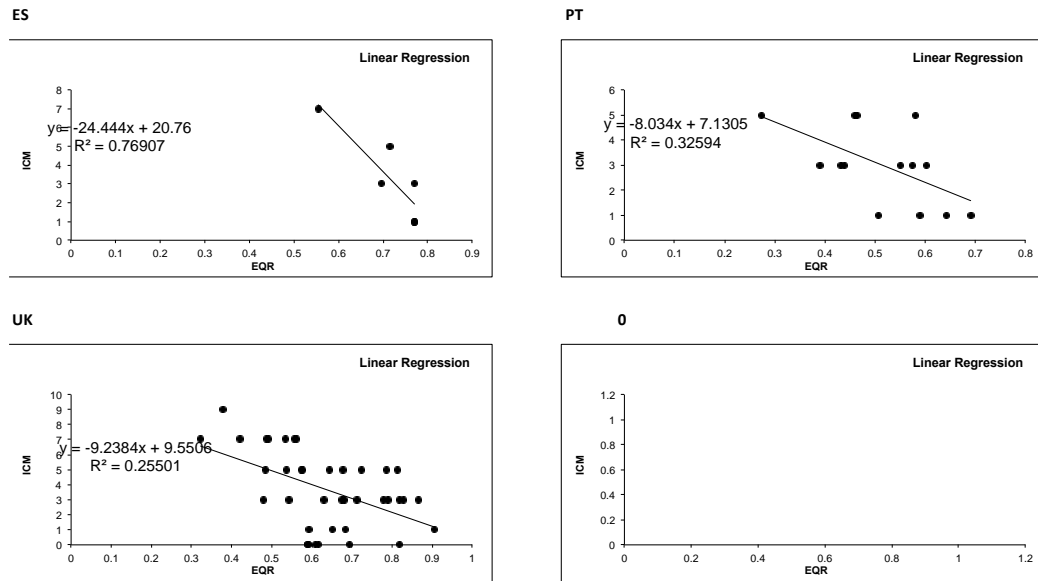 ES
Linear Regression
8
7
6
5
4
3
2
1
0
ICM
y = -24.444x + 20.76
R² = 0.76907
0 0.1 0.2 0.3 0.4 0.5 0.6 0.7 0.8 0.9
EQR
PT
Linear Regression
6
5
4
3
2
1
0
ICM
y = -8.034x + 7.1305
R² = 0.32594
0 0.1 0.2 0.3 0.4 0.5 0.6 0.7 0.8
EQR
UK
Linear Regression
10
9
8
7
6
5
4
3
2
1
0
ICM
y = -9.2384x + 9.5506
R² = 0.25501
0 0.1 0.2 0.3 0.4 0.5 0.6 0.7 0.8 0.9 1
EQR
0
Linear Regression
1.2
1
0.8
0.6
0.4
0.2
0
ICM
0 0.2 0.4 0.6 0.8 1 1.2
EQR